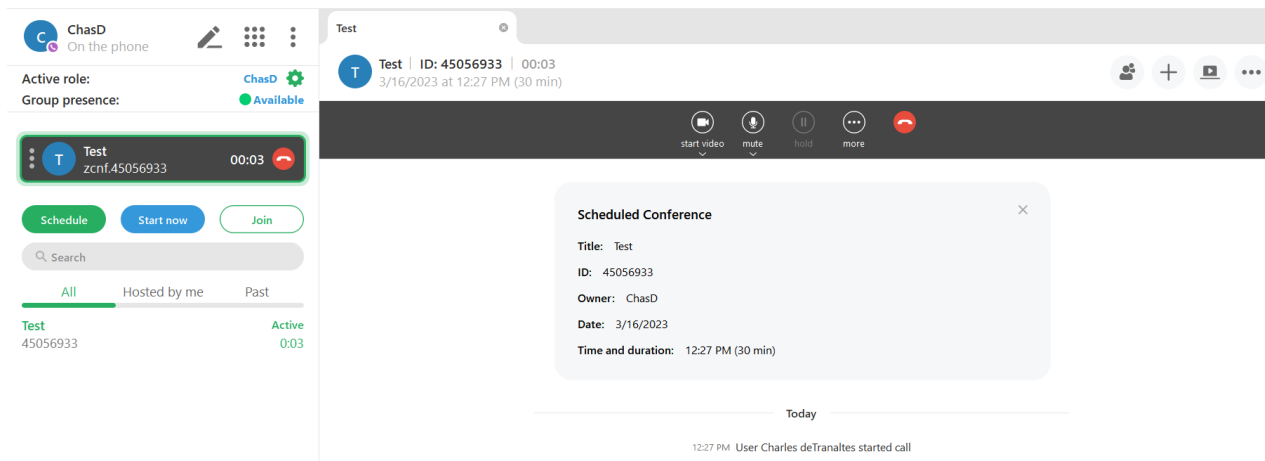 C
ChasD
On the phone
Active role: ChasD
Group presence: Available
T
Test
zcnf.45056933
00:03
Schedule Start now Join
Search
All Hosted by me Past
Test Active
45056933 0:03
Test
T
Test ID: 45056933 00:03
3/16/2023 at 12:27 PM (30 min)
start video mute hold more
Scheduled Conference
Title: Test
ID: 45056933
Owner: ChasD
Date: 3/16/2023
Time and duration: 12:27 PM (30 min)
Today
12:27 PM User Charles deTranaltes started call